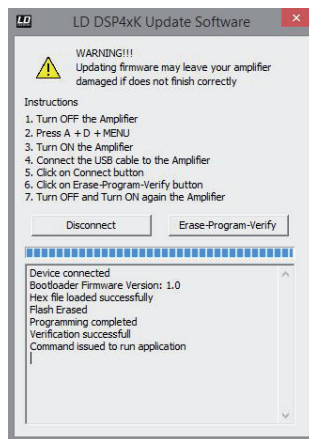 LD LD DSP4xK Update Software
WARNING!!!
Updating firmware may leave your amplifier
damaged if does not finish correctly
Instructions
1. Turn OFF the Amplifier
2. Press A + D + MENU
3. Turn ON the Amplifier
4. Connect the USB cable to the Amplifier
5. Click on Connect button
6. Click on Erase-Program-Verify button
7. Turn OFF and Turn ON again the Amplifier
Disconnect Erase-Program-Verify
Device connected
Bootloader Firmware Version: 1.0
Hex file loaded successfully
Flash Erased
Programming completed
Verification successfull
Command issued to run application